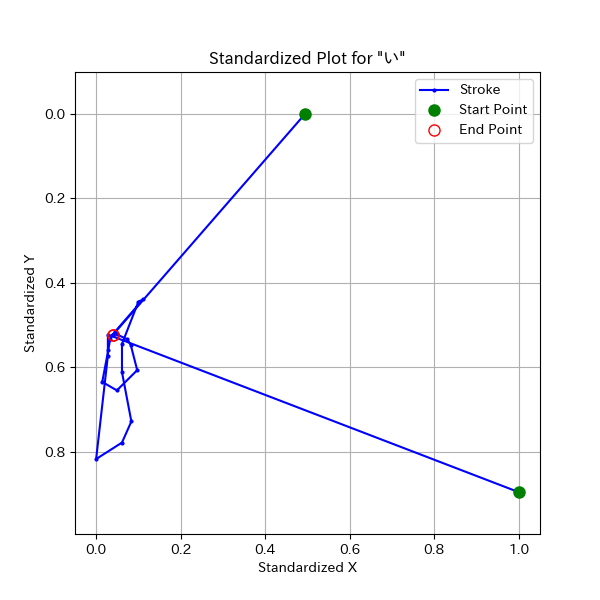 Standardized Plot for "い"
Stroke
Start Point
End Point
Standardized Y
0.0
0.2
0.4
0.6
0.8
0.0 0.2 0.4 0.6 0.8 1.0
Standardized X